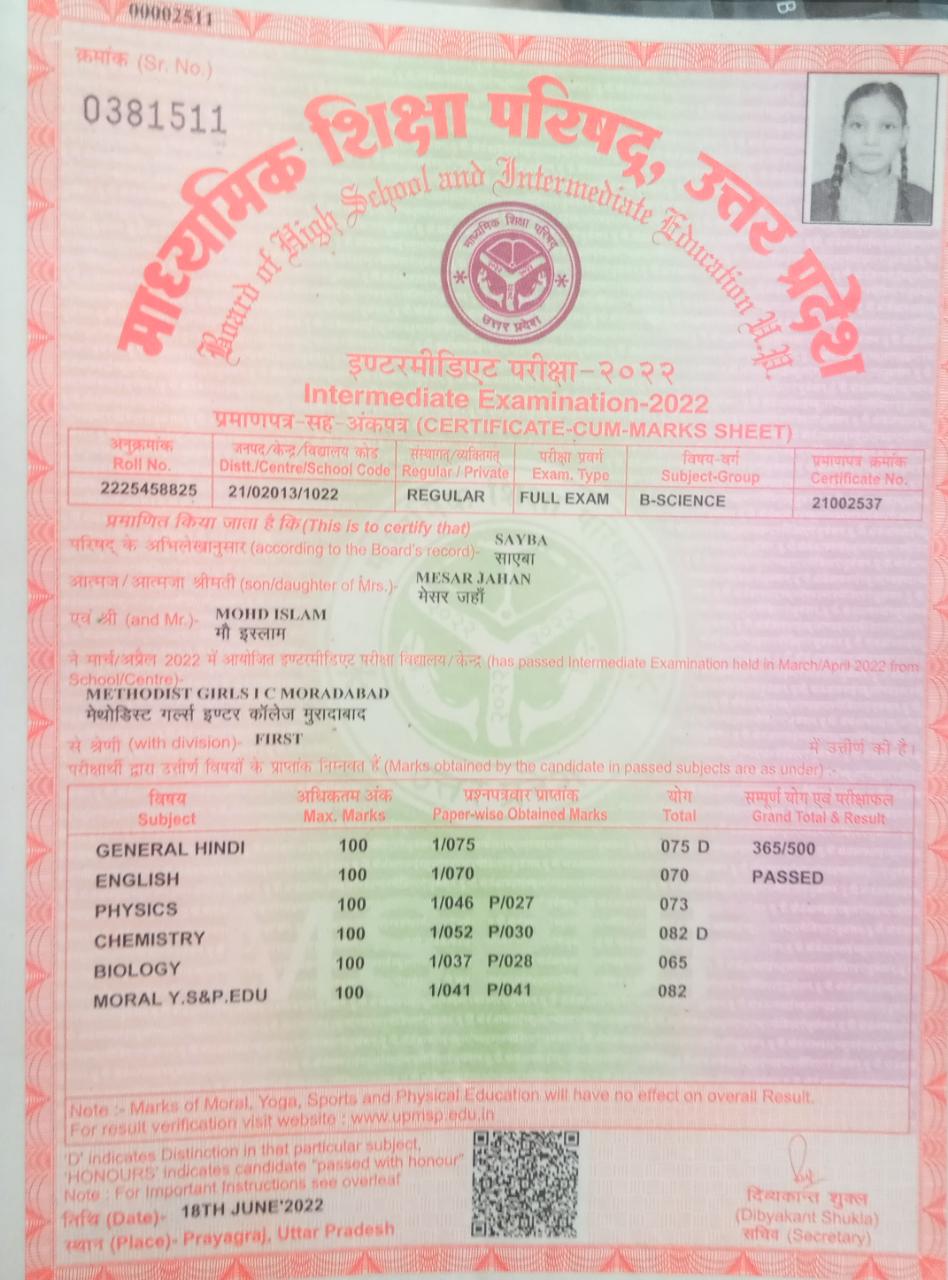 00002511
क्रमांक (Sr. No.)
0381511
माध्यमिक शिक्षा परिषद्, उत्तर प्रदेश
Board of High School and Intermediate Education U.P.
माध्यमिक शिक्षा परिषद्
उत्तर प्रदेश
इण्टरमीडिएट परीक्षा-२०२२
Intermediate Examination-2022
प्रमाणपत्र-सह-अंकपत्र (CERTIFICATE-CUM-MARKS SHEET)
अनुक्रमांक जनपद/केन्द्र/विद्यालय कोड संस्थागत/व्यक्तिगत परीक्षा प्रवर्ग विषय-वर्ग प्रमाणपत्र क्रमांक
Roll No. Distt./Centre/School Code Regular / Private Exam. Type Subject-Group Certificate No.
2225458825 21/02013/1022 REGULAR FULL EXAM B-SCIENCE 21002537
प्रमाणित किया जाता है कि (This is to certify that)
परिषद् के अभिलेखानुसार (according to the Board's record)- SAYBA
साएबा
आत्मज/आत्मजा श्रीमती (son/daughter of Mrs.)- MESAR JAHAN
मेसर जहाँ
एवं श्री (and Mr.)- MOHD ISLAM
मौ इस्लाम
ने मार्च/अप्रैल 2022 में आयोजित इण्टरमीडिएट परीक्षा विद्यालय/केन्द्र (has passed Intermediate Examination held in March/April 2022 from
School/Centre)-
METHODIST GIRLS I C MORADABAD
मेथोडिस्ट गर्ल्स इण्टर कॉलेज मुरादाबाद
से श्रेणी (with division)- FIRST में उत्तीर्ण की है।
परीक्षार्थी द्वारा उत्तीर्ण विषयों के प्राप्तांक निम्नवत हैं (Marks obtained by the candidate in passed subjects are as under) :-
विषय अधिकतम अंक प्रश्नपत्रवार प्राप्तांक योग सम्पूर्ण योग एवं परीक्षाफल
Subject Max. Marks Paper-wise Obtained Marks Total Grand Total & Result
GENERAL HINDI 100 1/075 075 D 365/500
ENGLISH 100 1/070 070 PASSED
PHYSICS 100 1/046 P/027 073
CHEMISTRY 100 1/052 P/030 082 D
BIOLOGY 100 1/037 P/028 065
MORAL Y.S&P.EDU 100 1/041 P/041 082
Note :- Marks of Moral, Yoga, Sports and Physical Education will have no effect on overall Result.
For result verification visit website : www.upmsp.edu.in
'D' indicates Distinction in that particular subject,
'HONOURS' indicates candidate "passed with honour"
Note : For Important Instructions see overleaf
तिथि (Date)- 18TH JUNE'2022
स्थान (Place)- Prayagraj, Uttar Pradesh
दिव्यकान्त शुक्ल
(Dibyakant Shukla)
सचिव (Secretary)